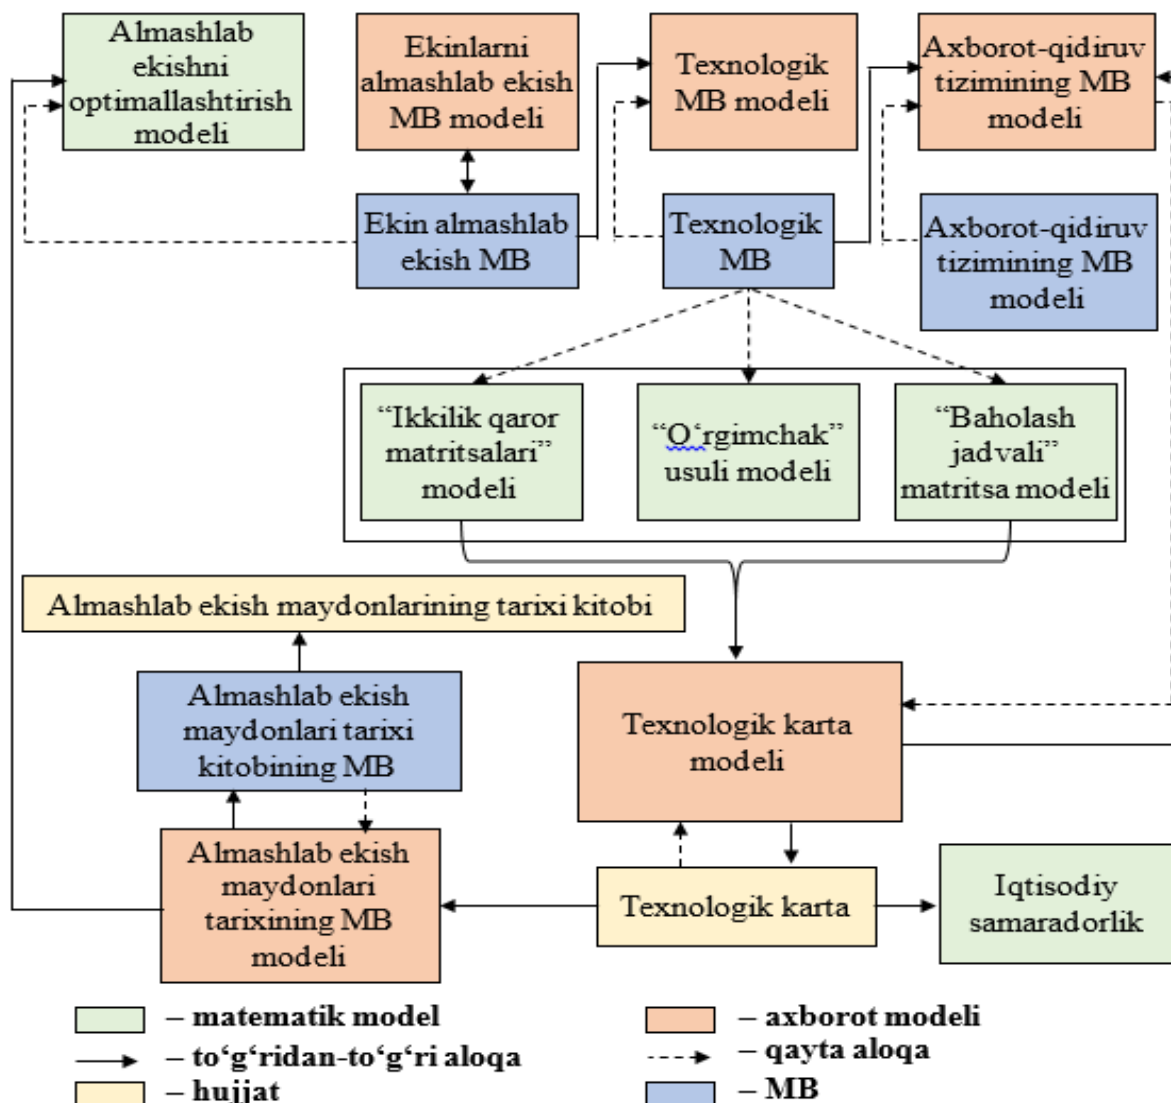 Almashlab
ekishni
optimallashtirish
modeli
Ekinlarni
almashlab ekish
MB modeli
Texnologik
MB modeli
Axborot-qidiruv
tizimining MB
modeli
Ekin almashlab
ekish MB
Texnologik
MB
Axborot-qidiruv
tizimining MB
modeli
“Ikkilik qaror
matritsalari”
modeli
“O‘rgimchak”
usuli modeli
“Baholash
jadvali”
matritsa modeli
Almashlab ekish maydonlarining tarixi kitobi
Almashlab ekish
maydonlari tarixi
kitobining MB
Texnologik karta
modeli
Almashlab ekish
maydonlari
tarixining MB
modeli
Texnologik karta
Iqtisodiy
samaradorlik
– matematik model
– axborot modeli
– to‘g‘ridan-to‘g‘ri aloqa
– qayta aloqa
– hujjat
– MB